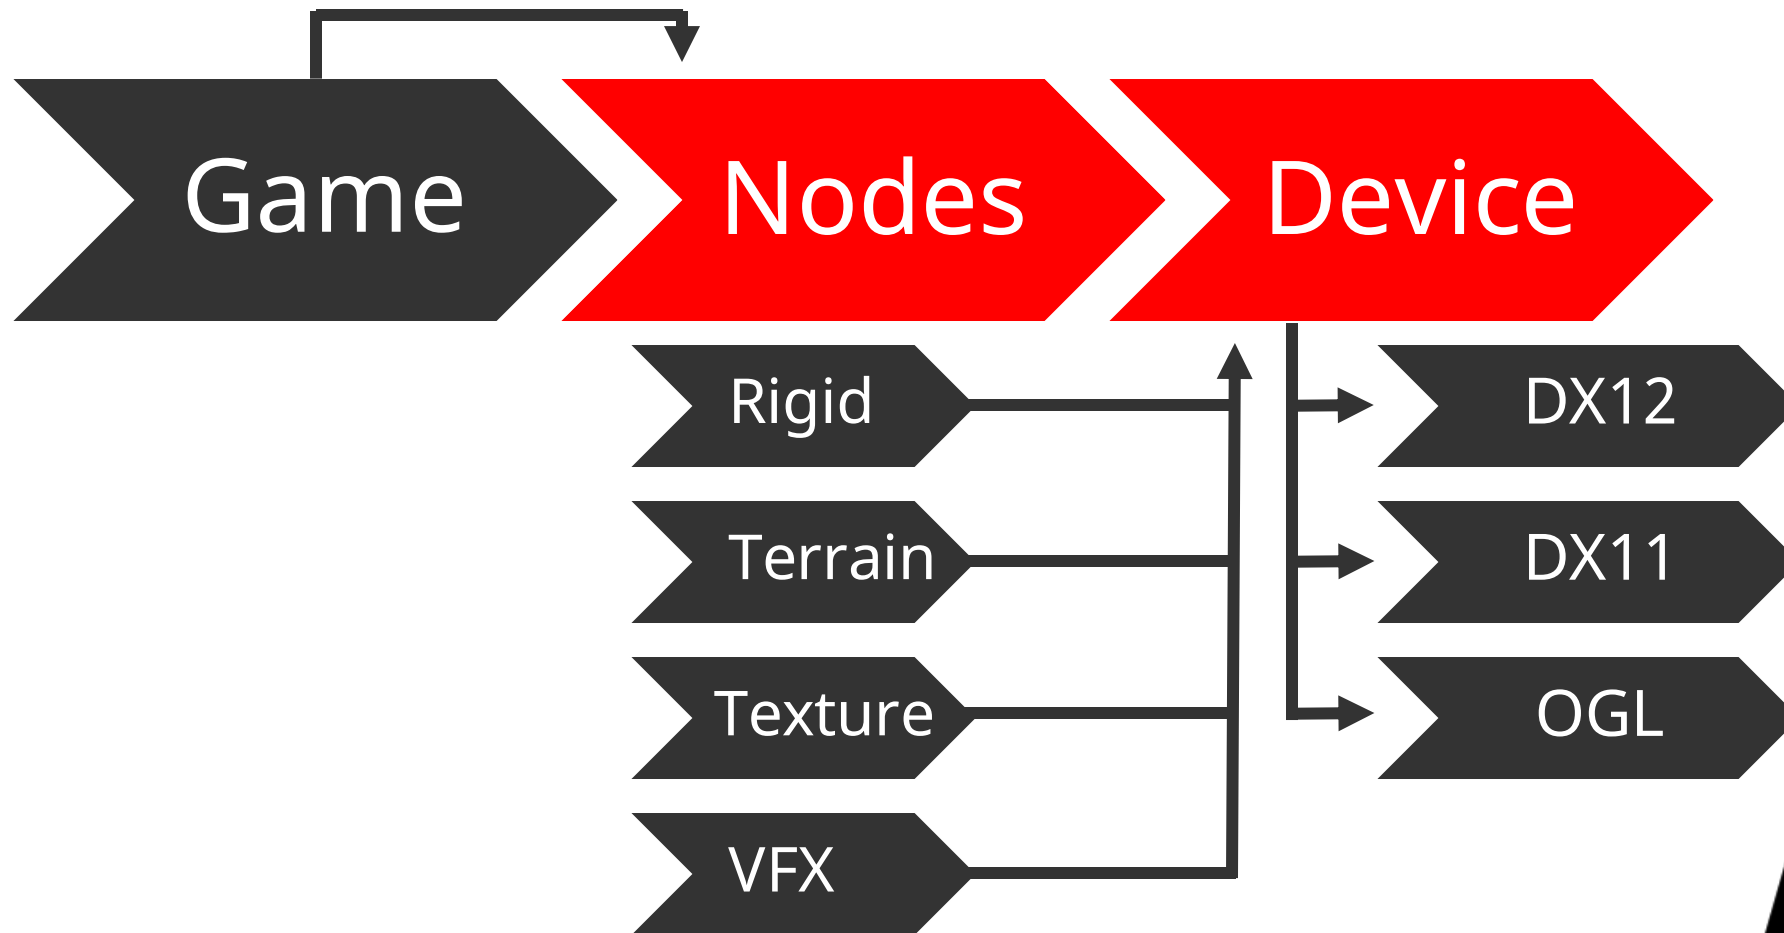 Game
Nodes
Device
Rigid
DX12
Terrain
DX11
Texture
OGL
VFX